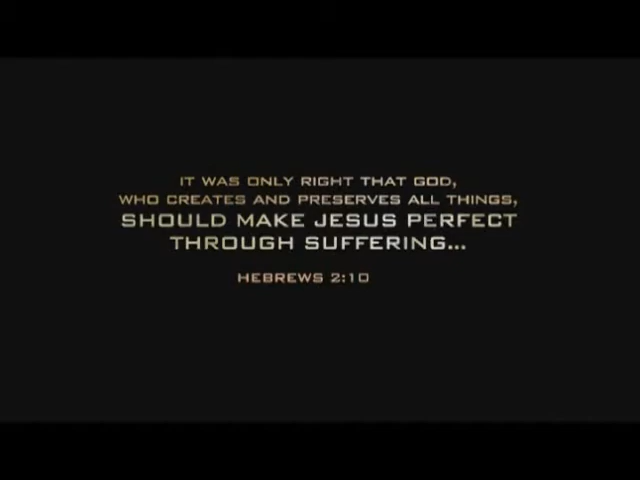 IT WAS ONLY RIGHT THAT GOD,
WHO CREATES AND PRESERVES ALL THINGS,
SHOULD MAKE JESUS PERFECT
THROUGH SUFFERING...
HEBREWS 2:10